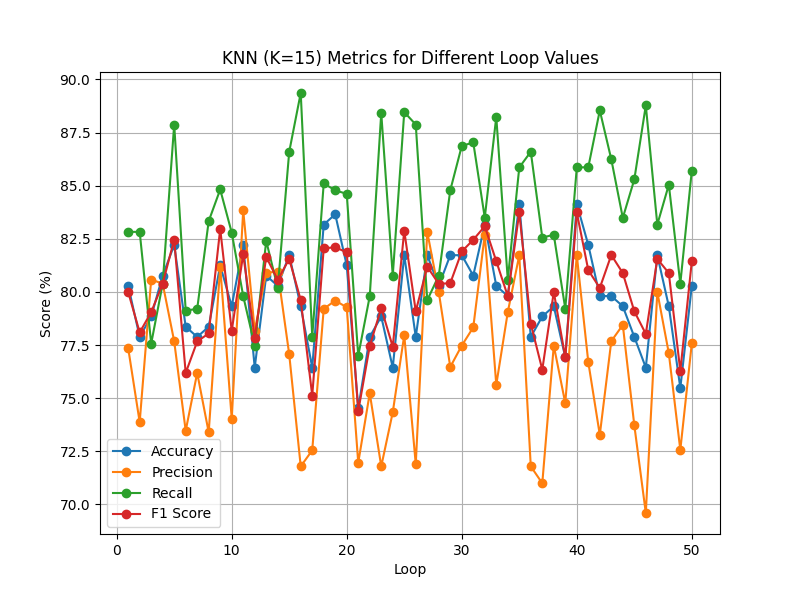 KNN (K=15) Metrics for Different Loop Values
Score (%)
90.0
87.5
85.0
82.5
80.0
77.5
75.0
72.5
70.0
Accuracy
Precision
Recall
F1 Score
0 10 20 30 40 50
Loop